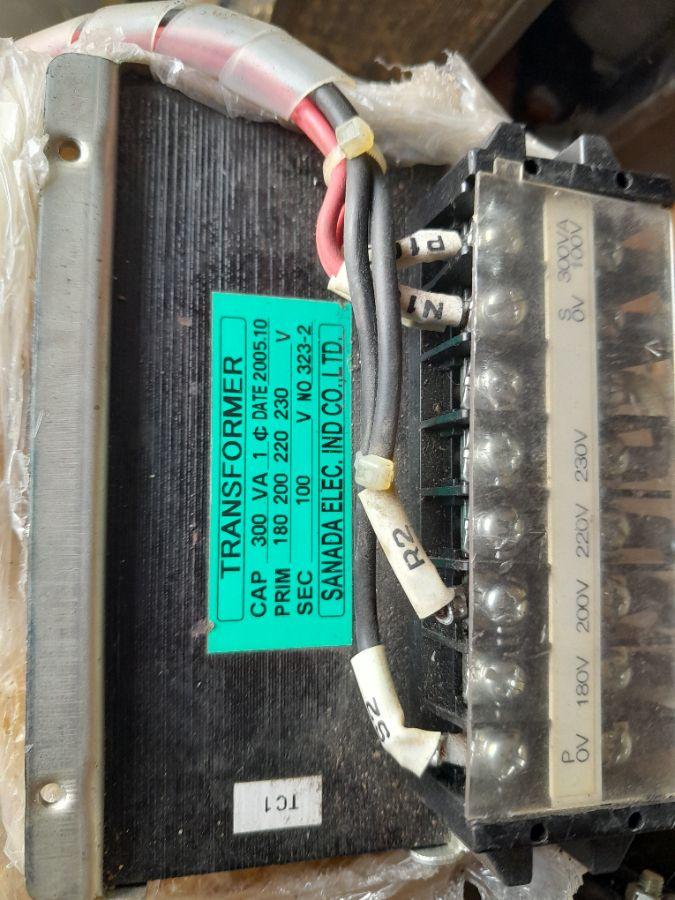 TRANSFORMER
CAP 300 VA 1 ¢ DATE 2005.10
PRIM 180 200 220 230 V
SEC 100 V NO 323-2
SANADA ELEC. IND CO.,LTD.
P1
Z1
R2
S2
TC1
S 300VA
0V 100V
P
0V 180V 200V 220V 230V